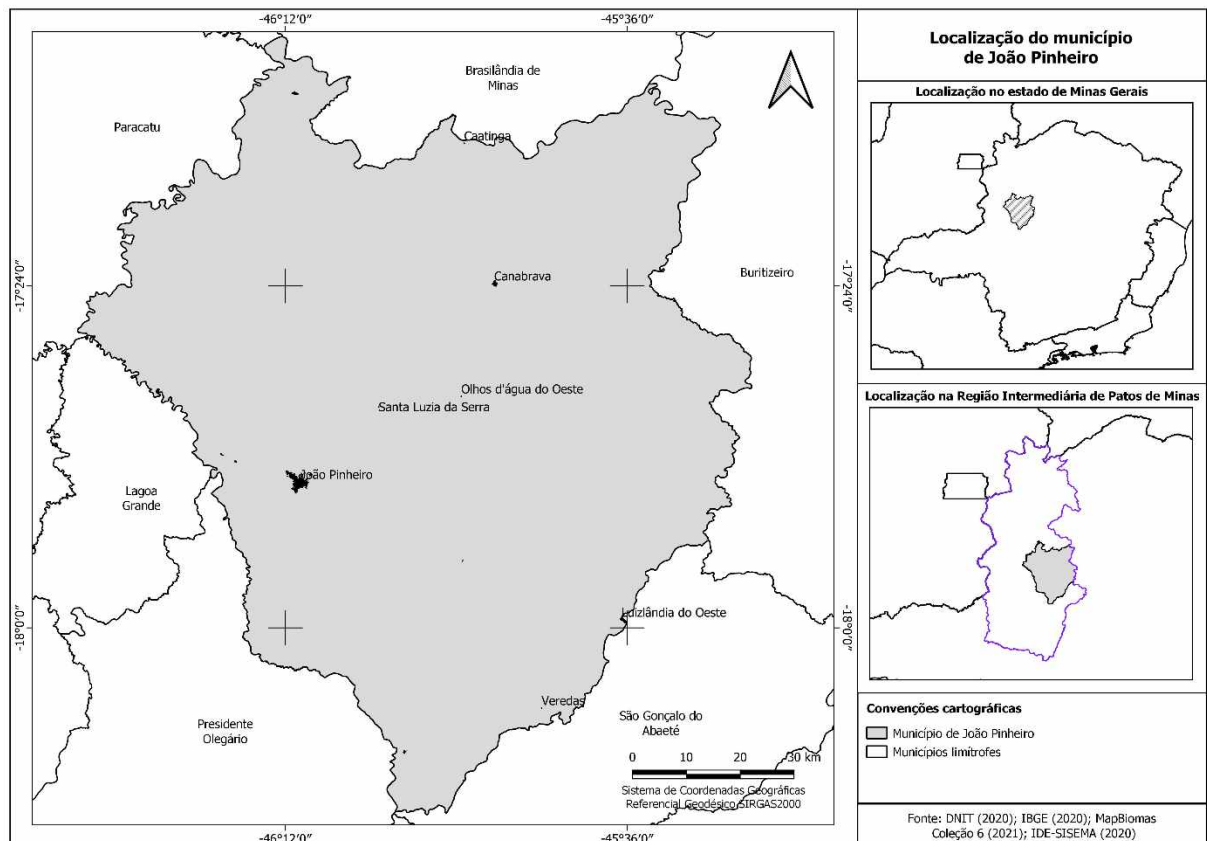 -46°12'0"
-45°36'0"
Brasilândia de
Minas
Paracatu
Caatinga
-17°24'0"
Canabrava
Buritizeiro
-17°24'0"
Olhos d'água do Oeste
Santa Luzia da Serra
João Pinheiro
Lagoa
Grande
Luizlândia do Oeste
-18°0'0"
-18°0'0"
Veredas
Presidente
Olegário
São Gonçalo do
Abaeté
0 10 20 30 km
Sistema de Coordenadas Geográficas
Referencial Geodésico SIRGAS2000
-46°12'0"
-45°36'0"
Localização do município
de João Pinheiro
Localização no estado de Minas Gerais
Localização na Região Intermediária de Patos de Minas
Convenções cartográficas
Município de João Pinheiro
Municípios limítrofes
Fonte: DNIT (2020); IBGE (2020); MapBiomas
Coleção 6 (2021); IDE-SISEMA (2020)